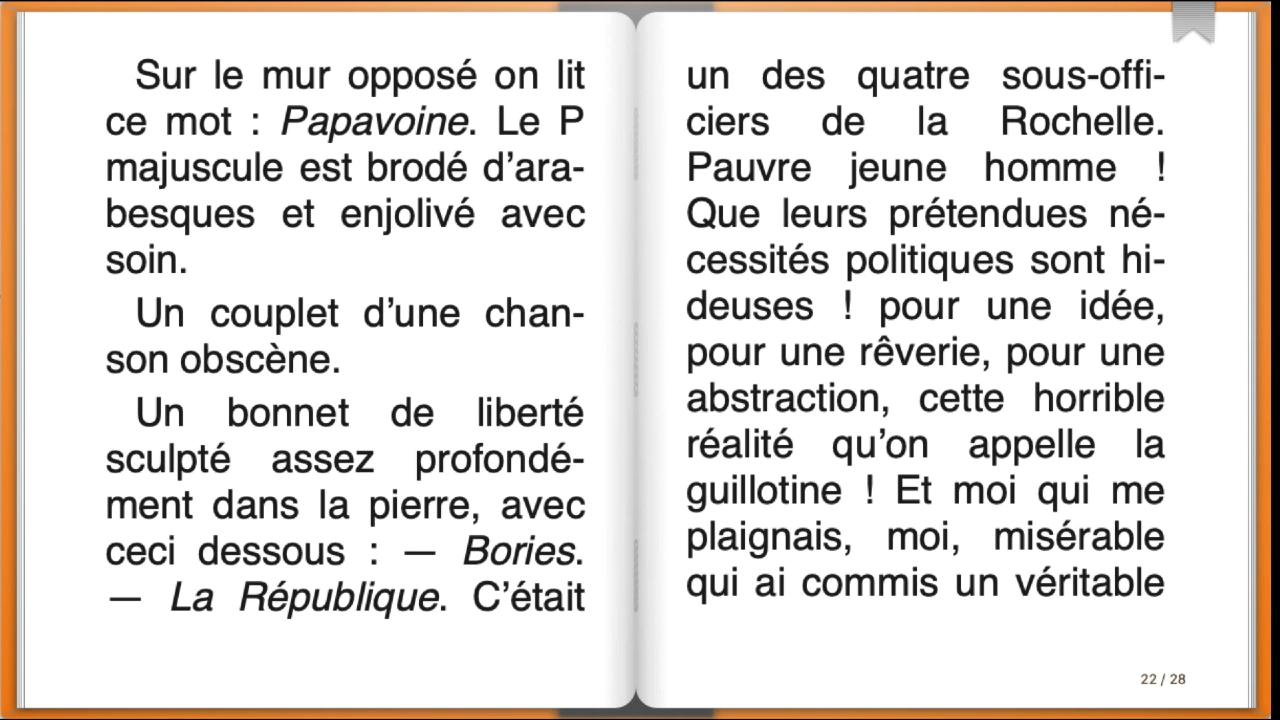 Sur le mur opposé on lit
ce mot : Papavoine. Le P
majuscule est brodé d’ara-
besques et enjolivé avec
soin.
Un couplet d’une chan-
son obscène.
Un bonnet de liberté
sculpté assez profondé-
ment dans la pierre, avec
ceci dessous : — Bories.
— La République. C’était
un des quatre sous-offi-
ciers de la Rochelle.
Pauvre jeune homme !
Que leurs prétendues né-
cessités politiques sont hi-
deuses ! pour une idée,
pour une rêverie, pour une
abstraction, cette horrible
réalité qu’on appelle la
guillotine ! Et moi qui me
plaignais, moi, misérable
qui ai commis un véritable
22 / 28